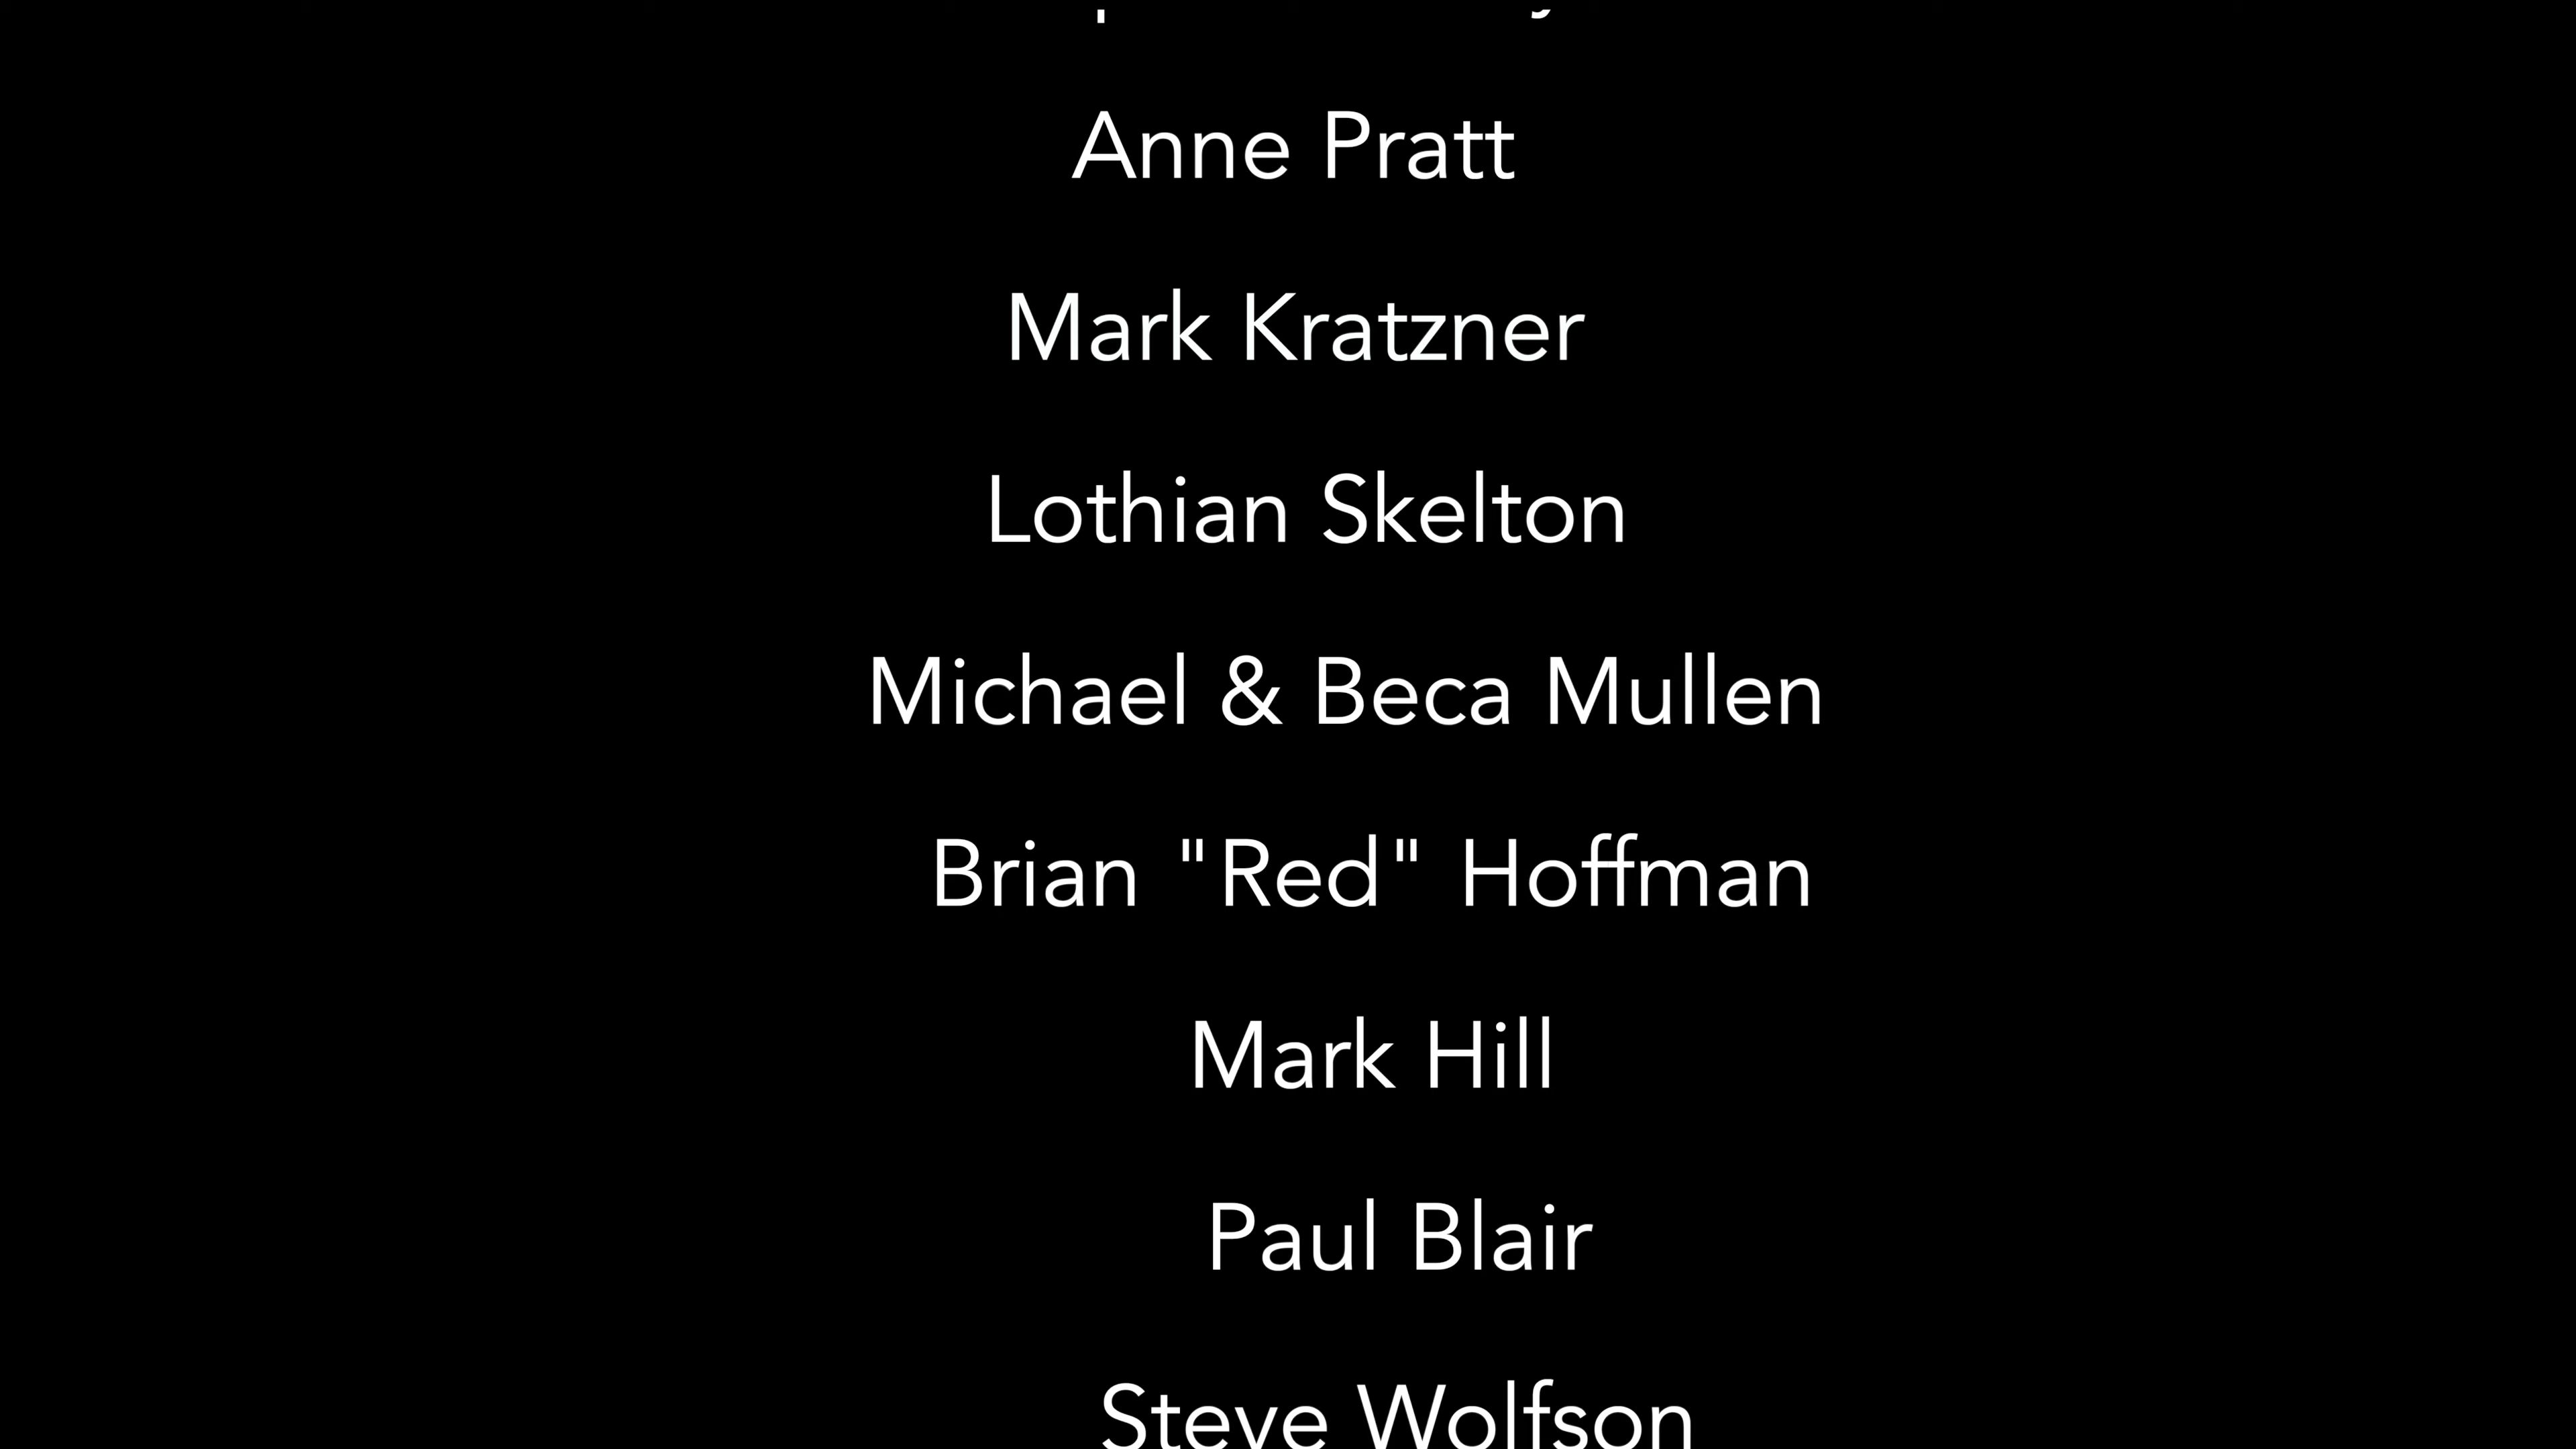 Anne Pratt
Mark Kratzner
Lothian Skelton
Michael & Beca Mullen
Brian "Red" Hoffman
Mark Hill
Paul Blair
Steve Wolfson